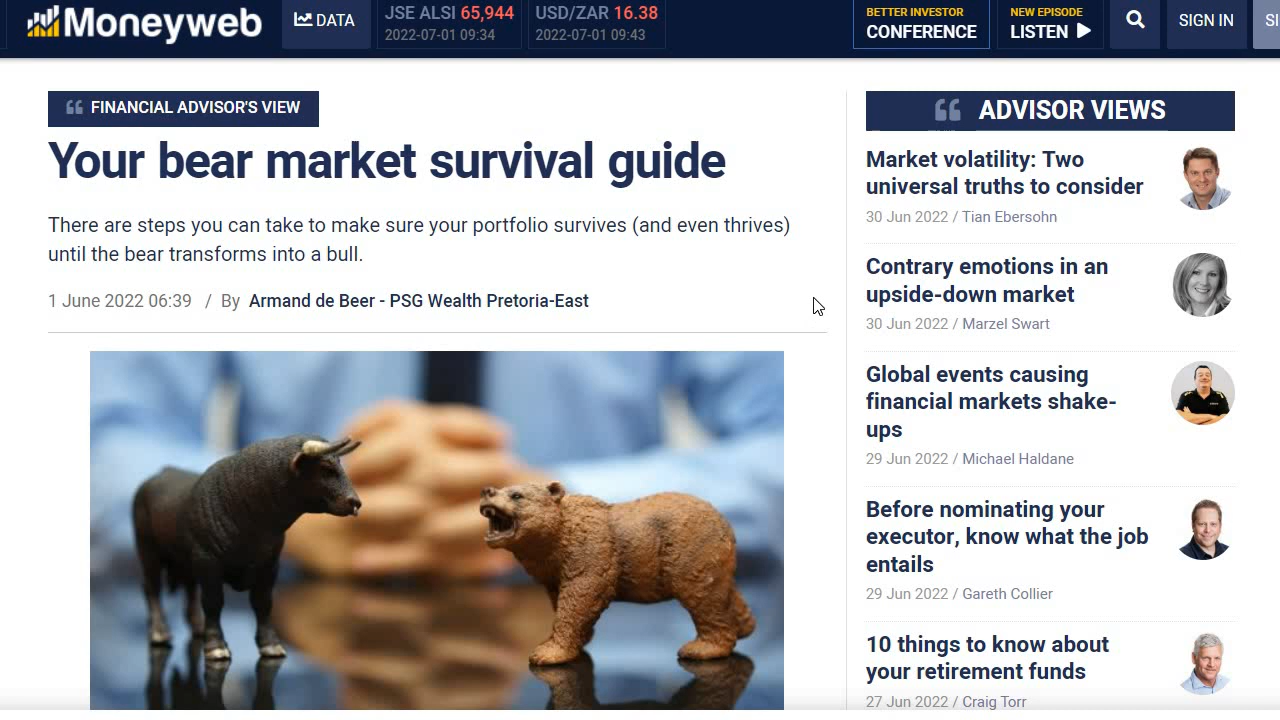 Moneyweb
DATA
JSE ALSI 65,944
2022-07-01 09:34
USD/ZAR 16.38
2022-07-01 09:43
BETTER INVESTOR
CONFERENCE
NEW EPISODE
LISTEN
SIGN IN
SI
FINANCIAL ADVISOR'S VIEW
Your bear market survival guide
There are steps you can take to make sure your portfolio survives (and even thrives)
until the bear transforms into a bull.
1 June 2022 06:39 / By Armand de Beer - PSG Wealth Pretoria-East
ADVISOR VIEWS
Market volatility: Two
universal truths to consider
30 Jun 2022 / Tian Ebersohn
Contrary emotions in an
upside-down market
30 Jun 2022 / Marzel Swart
Global events causing
financial markets shake-
ups
29 Jun 2022 / Michael Haldane
Before nominating your
executor, know what the job
entails
29 Jun 2022 / Gareth Collier
10 things to know about
your retirement funds
27 Jun 2022 / Craig Torr